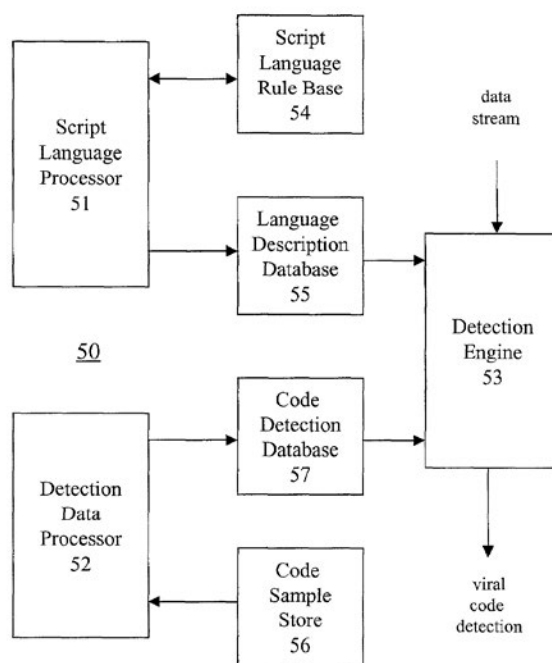 Script
Language
Rule Base
54
Script
Language
Processor
51
data
stream
Language
Description
Database
55
Detection
Engine
53
50
Code
Detection
Database
57
Detection
Data
Processor
52
Code
Sample
Store
56
viral
code
detection